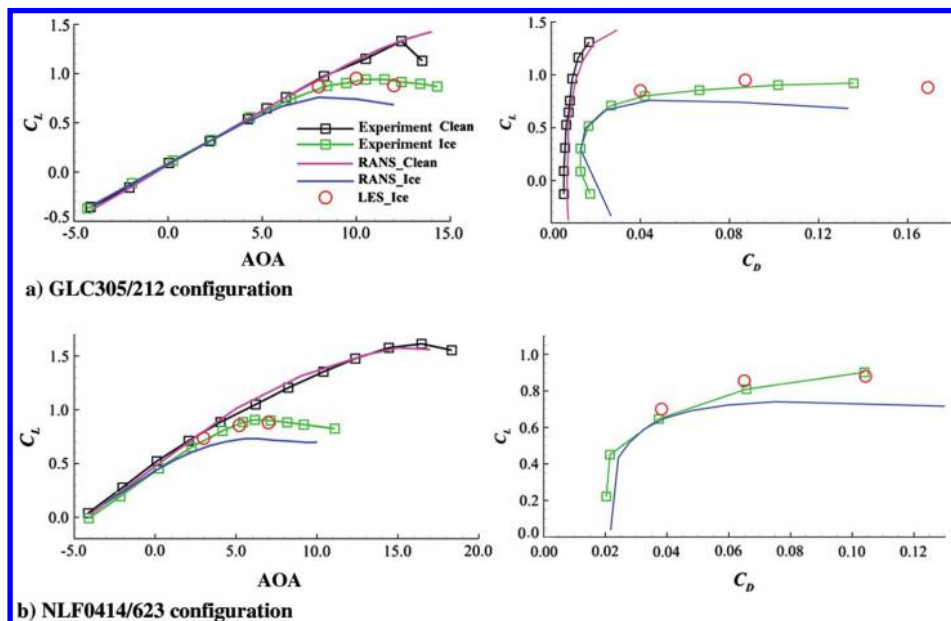 1.5
1.0
0.5
0.0
-0.5
C_L
-5.0 0.0 5.0 10.0 15.0
AOA
Experiment Clean
Experiment Ice
RANS_Clean
RANS_Ice
LES_Ice
1.5
1.0
0.5
0.0
C_L
0.00 0.04 0.08 0.12 0.16
C_D
a) GLC305/212 configuration
1.5
1.0
0.5
0.0
C_L
-5.0 0.0 5.0 10.0 15.0 20.0
AOA
1.0
0.8
0.6
0.4
0.2
0.0
C_L
0.00 0.02 0.04 0.06 0.08 0.10
C_D
b) NLF0414/623 configuration